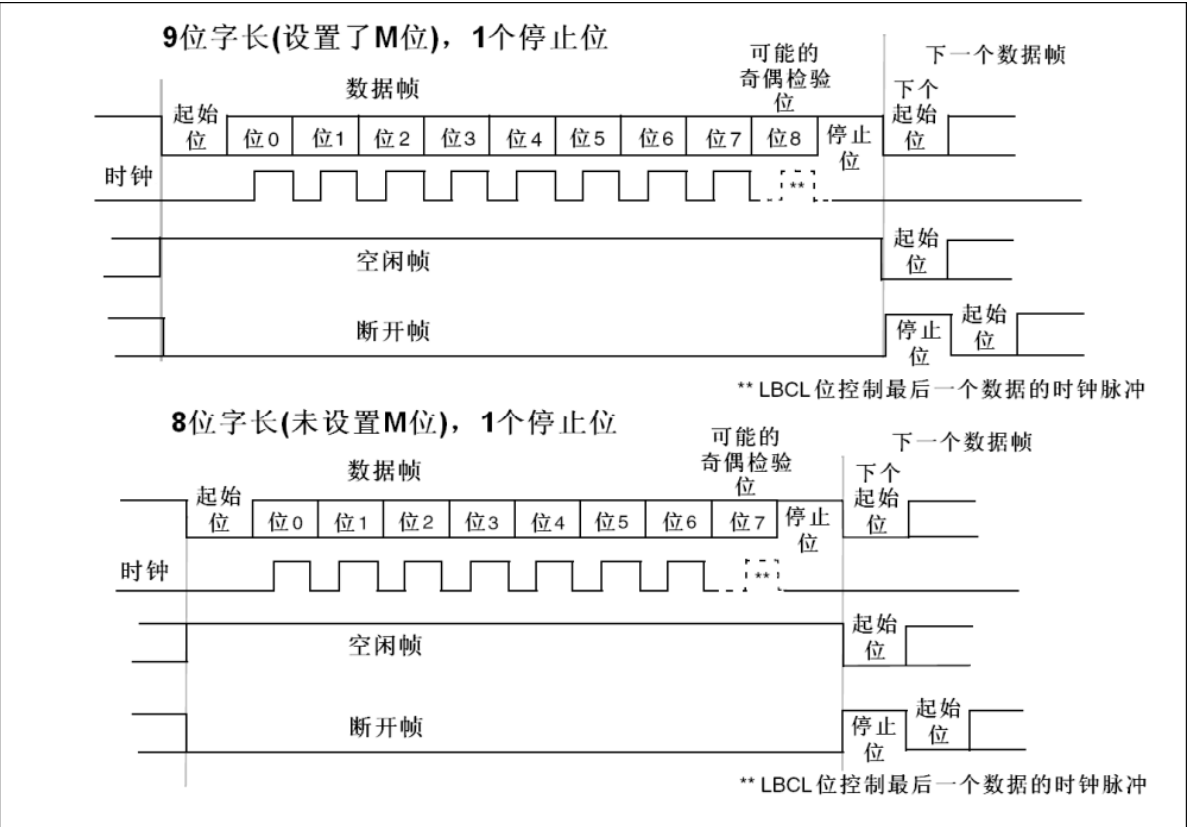 9位字长(设置了M位)，1个停止位
可能的
奇偶检验
位
下一个数据帧
数据帧
下个
起始
位
起始
位
位0
位1
位2
位3
位4
位5
位6
位7
位8
停止
位
时钟
**
空闲帧
起始
位
断开帧
停止
位
起始
位
** LBCL位控制最后一个数据的时钟脉冲
8位字长(未设置M位)，1个停止位
可能的
奇偶检验
位
下一个数据帧
数据帧
下个
起始
位
起始
位
位0
位1
位2
位3
位4
位5
位6
位7
停止
位
时钟
**
空闲帧
起始
位
断开帧
停止
位
起始
位
** LBCL位控制最后一个数据的时钟脉冲